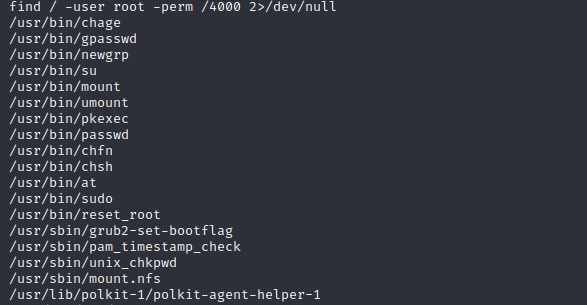 find / -user root -perm /4000 2>/dev/null
/usr/bin/chage
/usr/bin/gpasswd
/usr/bin/newgrp
/usr/bin/su
/usr/bin/mount
/usr/bin/umount
/usr/bin/pkexec
/usr/bin/passwd
/usr/bin/chfn
/usr/bin/chsh
/usr/bin/at
/usr/bin/sudo
/usr/bin/reset_root
/usr/sbin/grub2-set-bootflag
/usr/sbin/pam_timestamp_check
/usr/sbin/unix_chkpwd
/usr/sbin/mount.nfs
/usr/lib/polkit-1/polkit-agent-helper-1